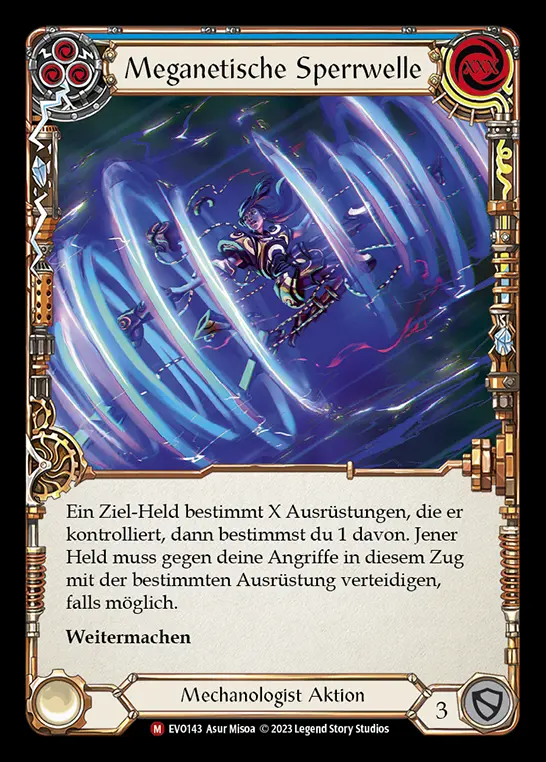 Meganetische Sperrwelle
XXX
Ein Ziel-Held bestimmt X Ausrüstungen, die er
kontrolliert, dann bestimmst du 1 davon. Jener
Held muss gegen deine Angriffe in diesem Zug
mit der bestimmten Ausrüstung verteidigen,
falls möglich.
Weitermachen
Mechanologist Aktion
3
M EVO143 Asur Misoa © 2023 Legend Story Studios